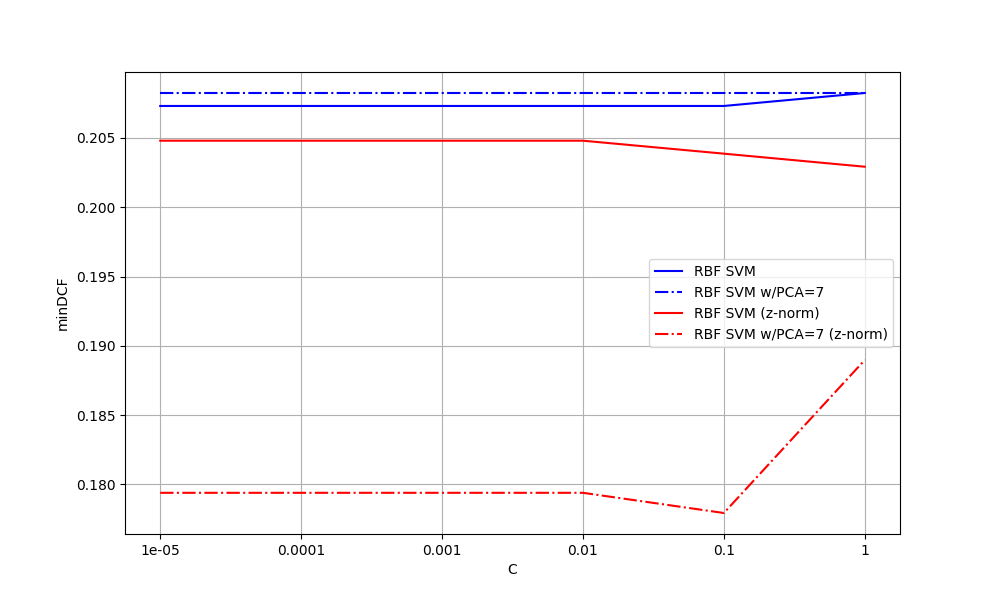 0.205
0.200
0.195
0.190
0.185
0.180
minDCF
RBF SVM
RBF SVM w/PCA=7
RBF SVM (z-norm)
RBF SVM w/PCA=7 (z-norm)
1e-05 0.0001 0.001 0.01 0.1 1
C